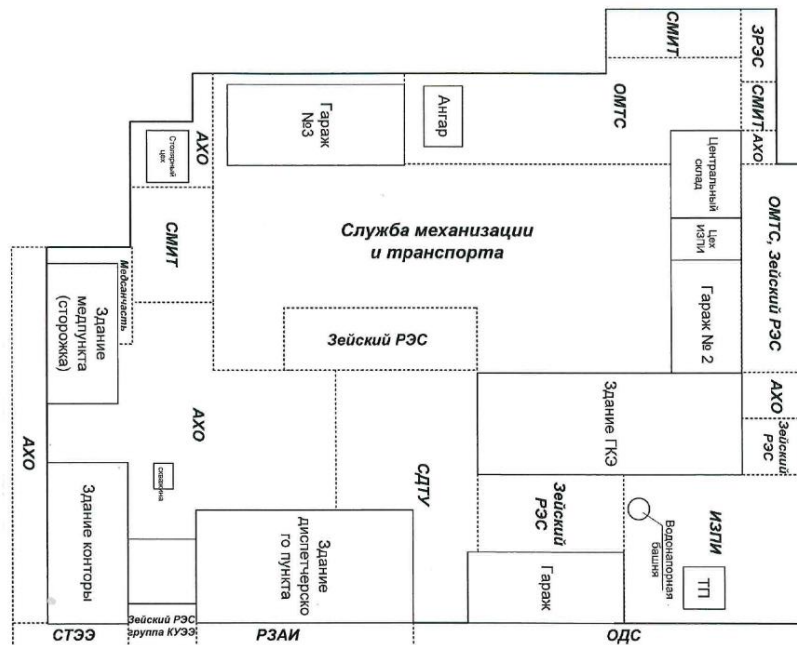 СМИТ
ЗРЭС
СМИТ
АХО
ОМТС
Ангар
Гараж
№3
АХО
Столярный
цех
СМИТ
Центральный
склад
Цех
ИЗПИ
Гараж № 2
ОМТС, Зейский РЭС
Служба механизации
и транспорта
Медсанчасть
Здание
медпункта
(сторожка)
Зейский РЭС
АХО
АХО
Зейский
РЭС
Здание ГКЭ
АХО
СДТУ
скважина
Зейский
РЭС
ИЗПИ
Водонапорная
башня
ТП
Здание конторы
Здание
диспетчерско
го пункта
Гараж
СТЭЭ
Зейский РЭС
группа КУЭЭ
РЗАИ
ОДС